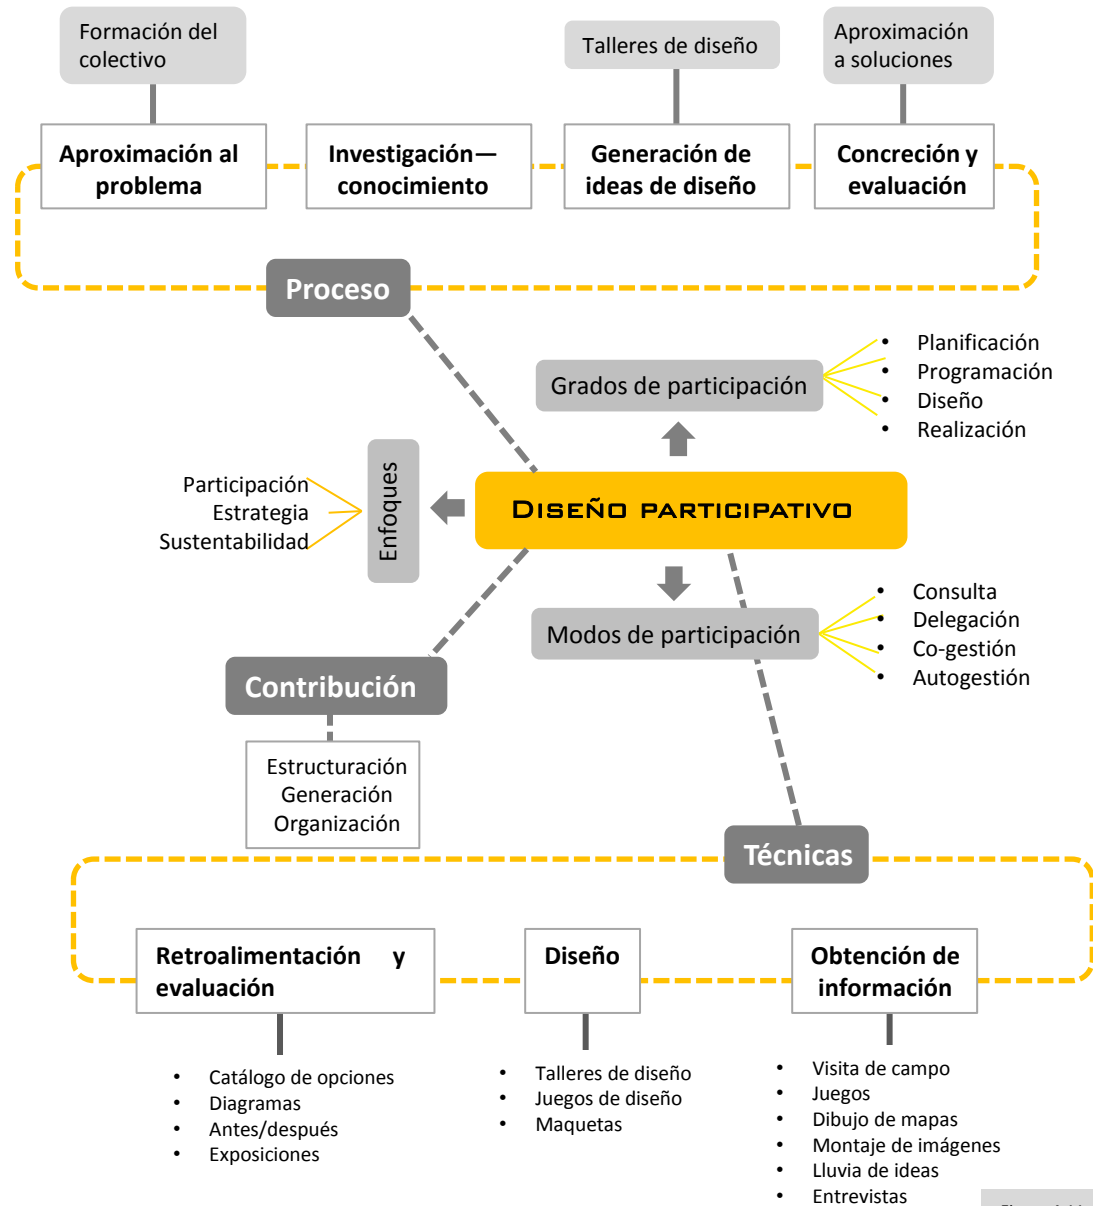 Formación del
colectivo
Talleres de diseño
Aproximación
a soluciones
Aproximación al
problema
Investigación—
conocimiento
Generación de
ideas de diseño
Concreción y
evaluación
Proceso
Grados de participación
• Planificación
• Programación
• Diseño
• Realización
Participación
Estrategia
Sustentabilidad
Enfoques
DISEÑO PARTICIPATIVO
Modos de participación
• Consulta
• Delegación
• Co-gestión
• Autogestión
Contribución
Estructuración
Generación
Organización
Técnicas
Retroalimentación y
evaluación
Diseño
Obtención de
información
• Catálogo de opciones
• Diagramas
• Antes/después
• Exposiciones
• Talleres de diseño
• Juegos de diseño
• Maquetas
• Visita de campo
• Juegos
• Dibujo de mapas
• Montaje de imágenes
• Lluvia de ideas
• Entrevistas